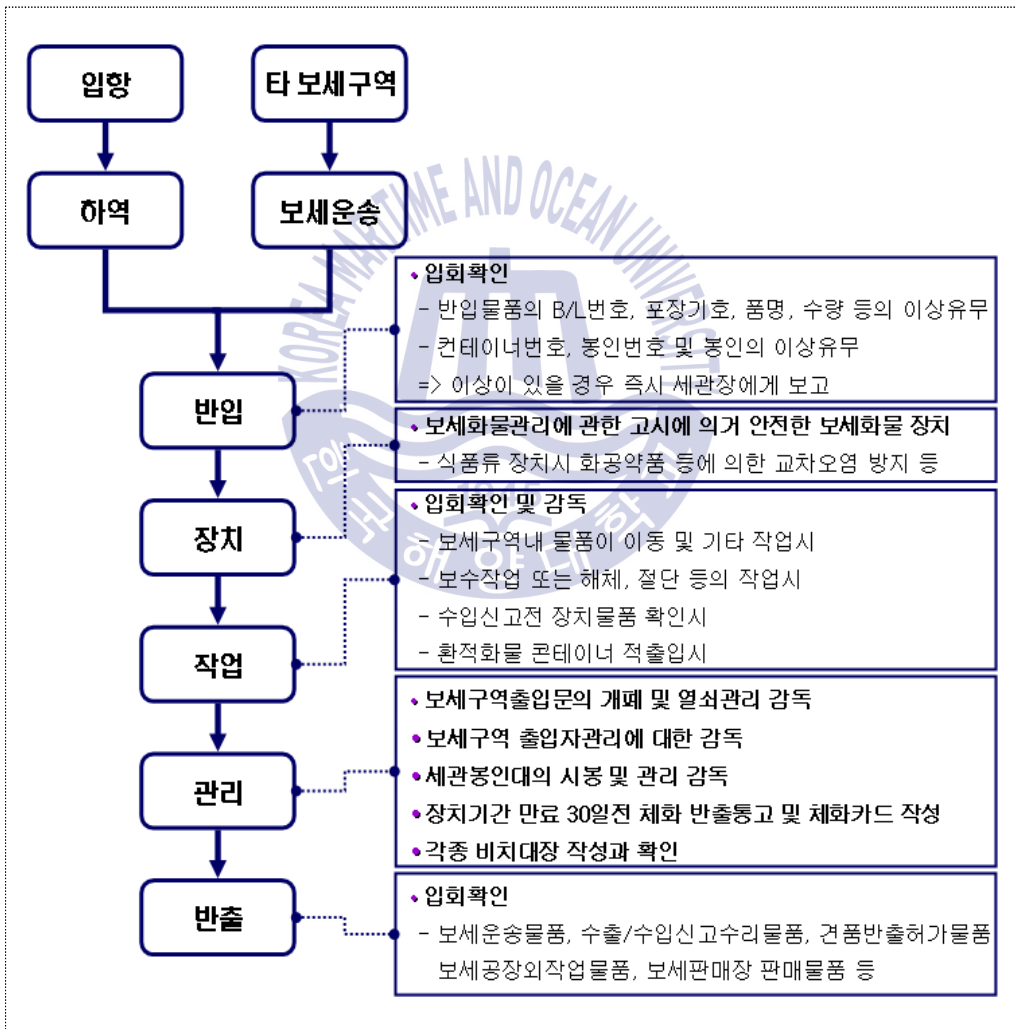 입항
타 보세구역
하역
보세운송
KOREA MARITIME AND OCEAN UNIVERSITY
• 입회확인
- 반입물품의 B/L번호, 포장기호, 품명, 수량 등의 이상유무
- 컨테이너번호, 봉인번호 및 봉인의 이상유무
=> 이상이 있을 경우 즉시 세관장에게 보고
반입
• 보세화물관리에 관한 고시에 의거 안전한 보세화물 장치
- 식품류 장치시 화공약품 등에 의한 교차오염 방지 등
장치
1945
한국해양대학교
• 입회확인 및 감독
- 보세구역내 물품이 이동 및 기타 작업시
- 보수작업 또는 해체, 절단 등의 작업시
- 수입신고전 장치물품 확인시
- 환적화물 콘테이너 적출입시
작업
• 보세구역출입문의 개폐 및 열쇠관리 감독
• 보세구역 출입자관리에 대한 감독
• 세관봉인대의 시봉 및 관리 감독
• 장치기간 만료 30일전 체화 반출통고 및 체화카드 작성
• 각종 비치대장 작성과 확인
관리
• 입회확인
- 보세운송물품, 수출/수입신고수리물품, 견품반출허가물품
보세공장외작업물품, 보세판매장 판매물품 등
반출